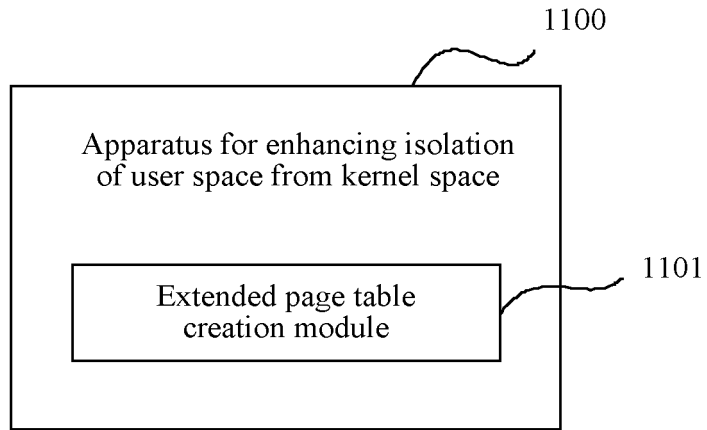 1100
Apparatus for enhancing isolation
of user space from kernel space
1101
Extended page table
creation module